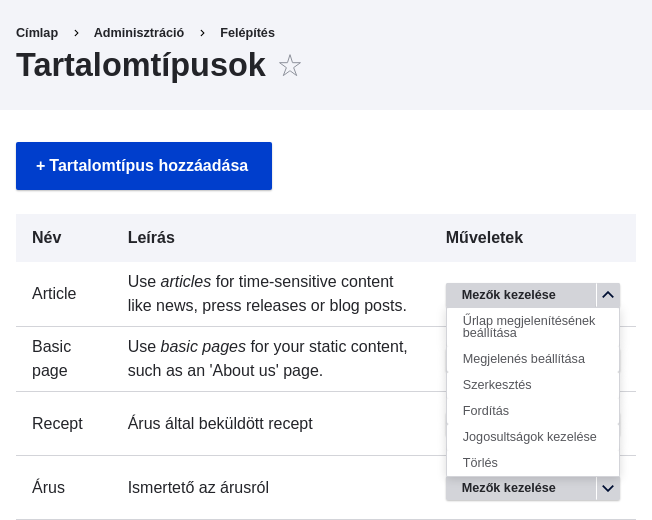 Címlap > Adminisztráció > Felépítés
Tartalomtípusok ☆
+ Tartalomtípus hozzáadása
Név Leírás Műveletek
Article
Use articles for time-sensitive content
like news, press releases or blog posts.
Mezők kezelése
Űrlap megjelenítésének
beállítása
Megjelenés beállítása
Szerkesztés
Fordítás
Jogosultságok kezelése
Törlés
Basic
page
Use basic pages for your static content,
such as an 'About us' page.
Recept
Árus által beküldött recept
Árus
Ismertető az árusról
Mezők kezelése